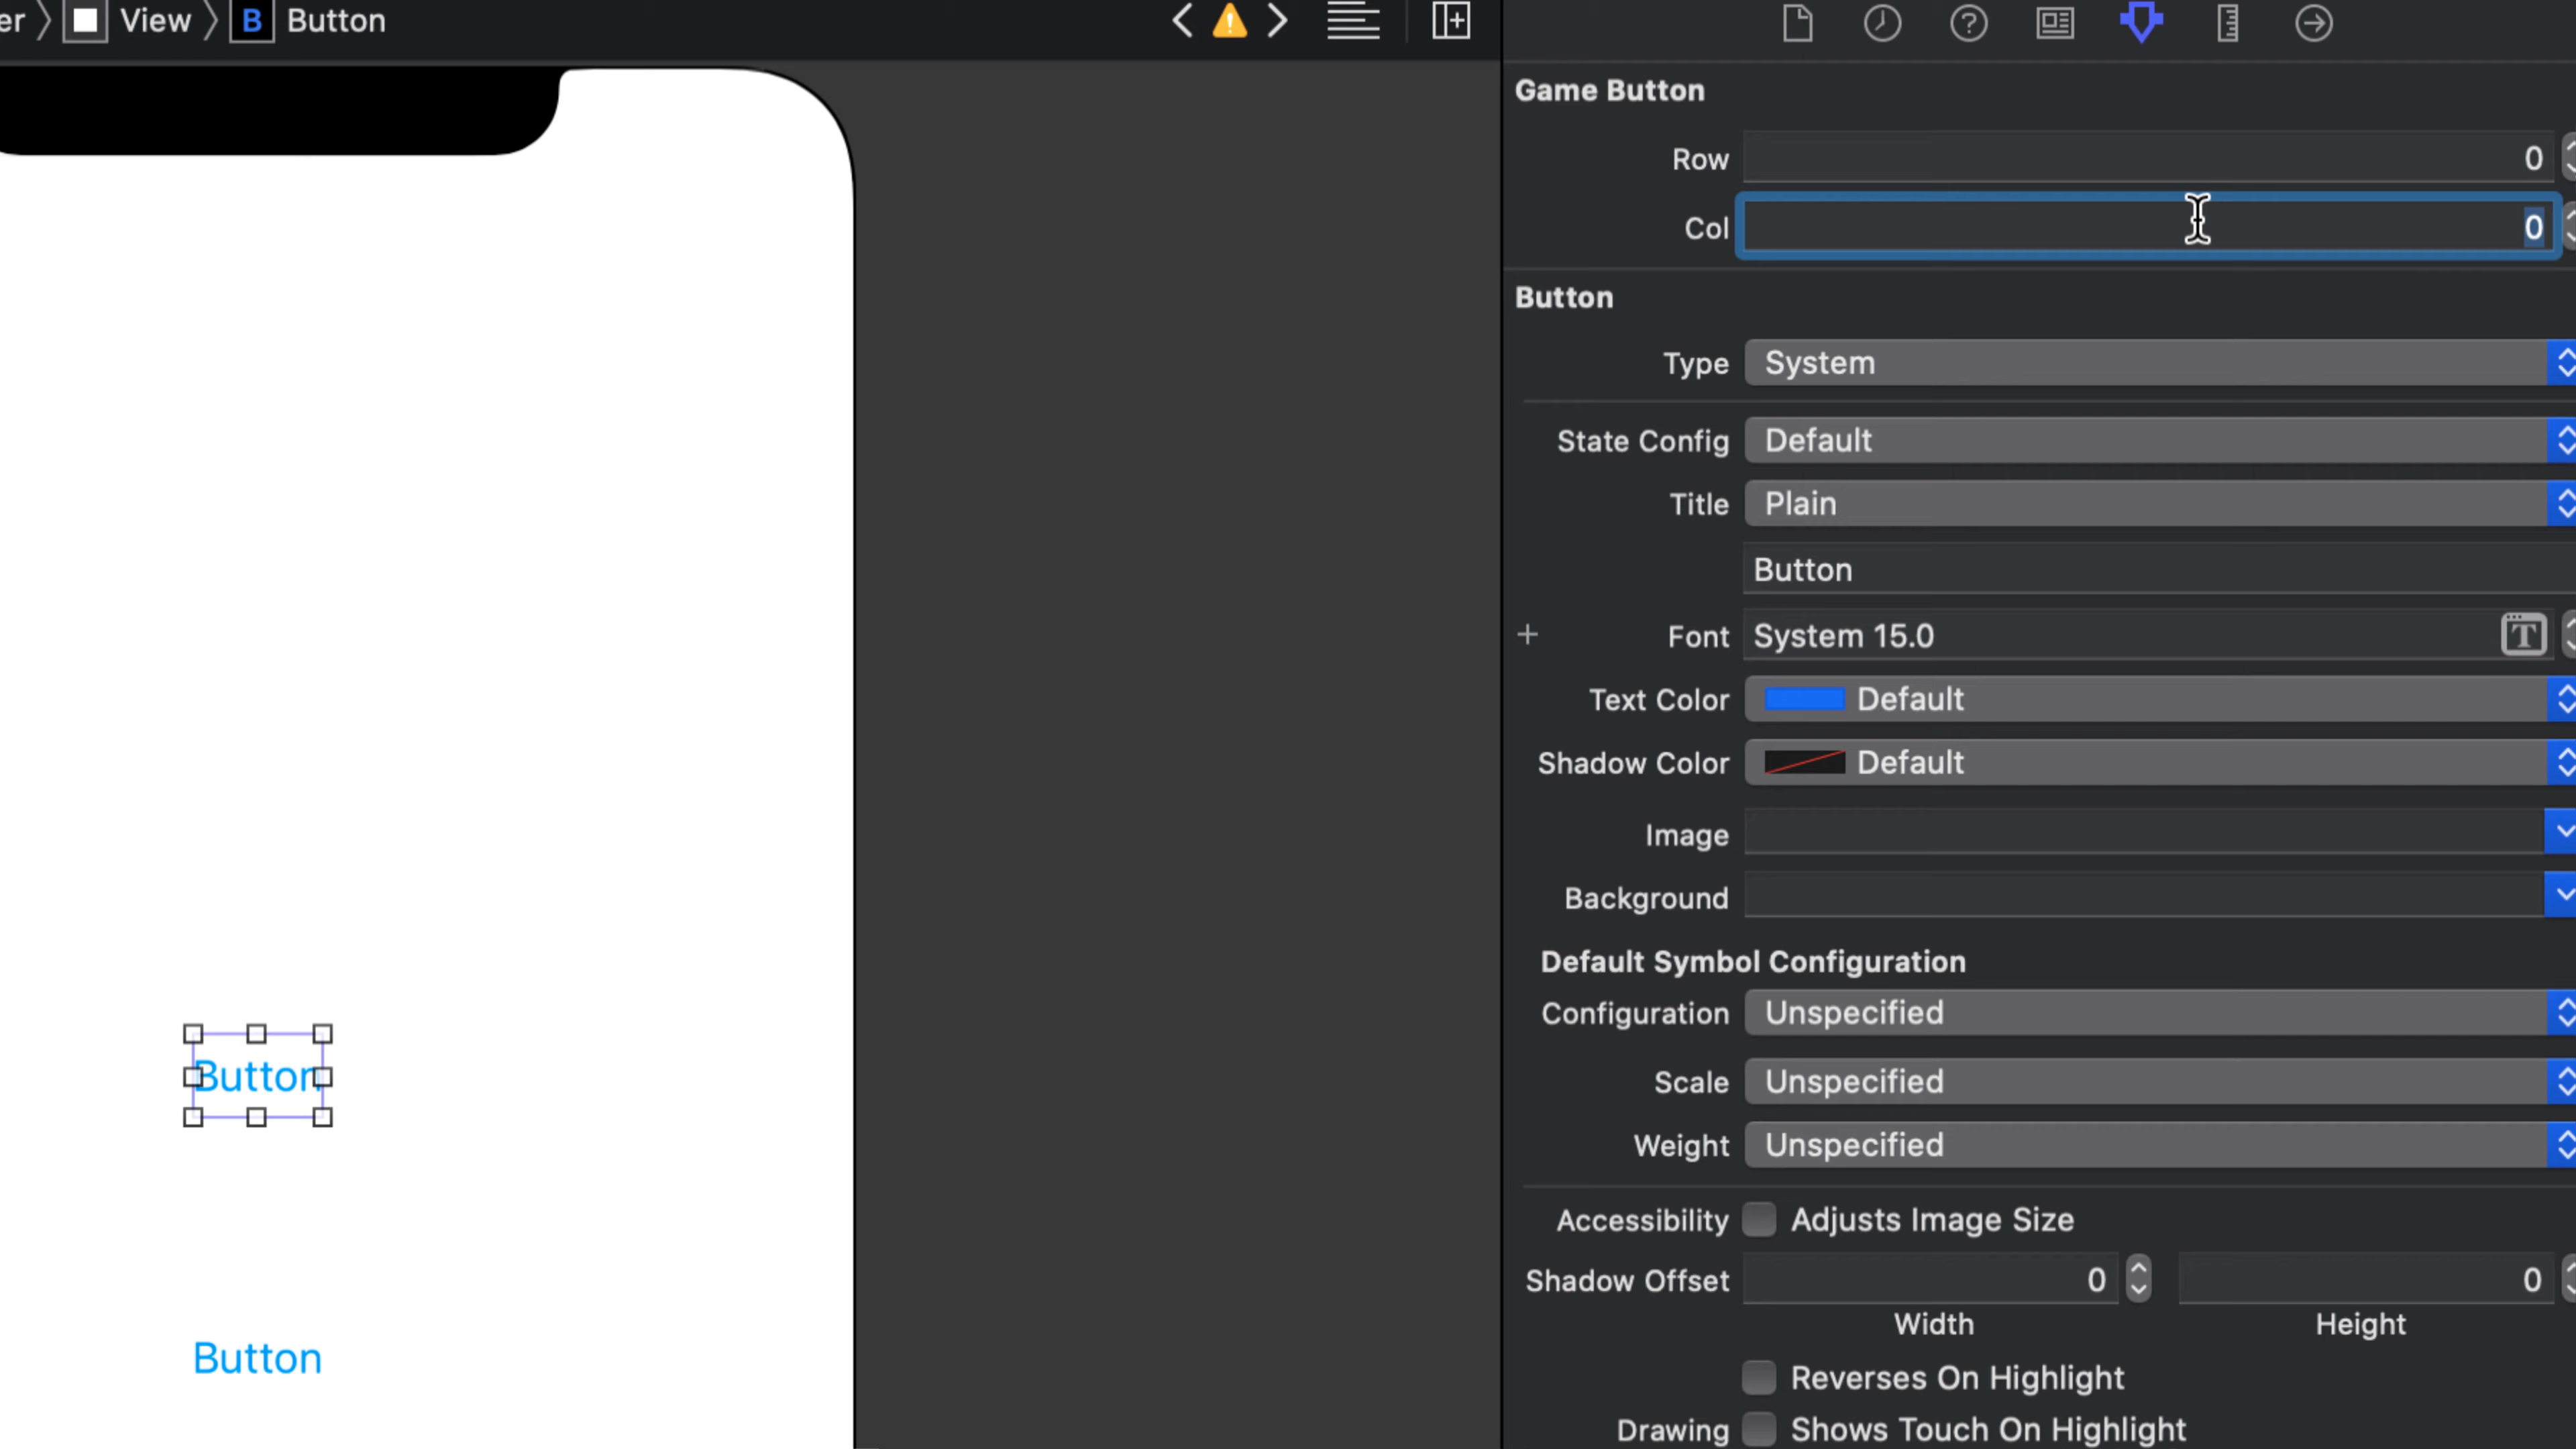 er View B Button
Game Button
Row 0
Col 0
Button
Type System
State Config Default
Title Plain
Button
Font System 15.0 T
Text Color Default
Shadow Color Default
Image
Background
Default Symbol Configuration
Configuration Unspecified
Scale Unspecified
Weight Unspecified
Accessibility Adjusts Image Size
Shadow Offset 0 0
Width Height
Reverses On Highlight
Drawing Shows Touch On Highlight
Button
Button